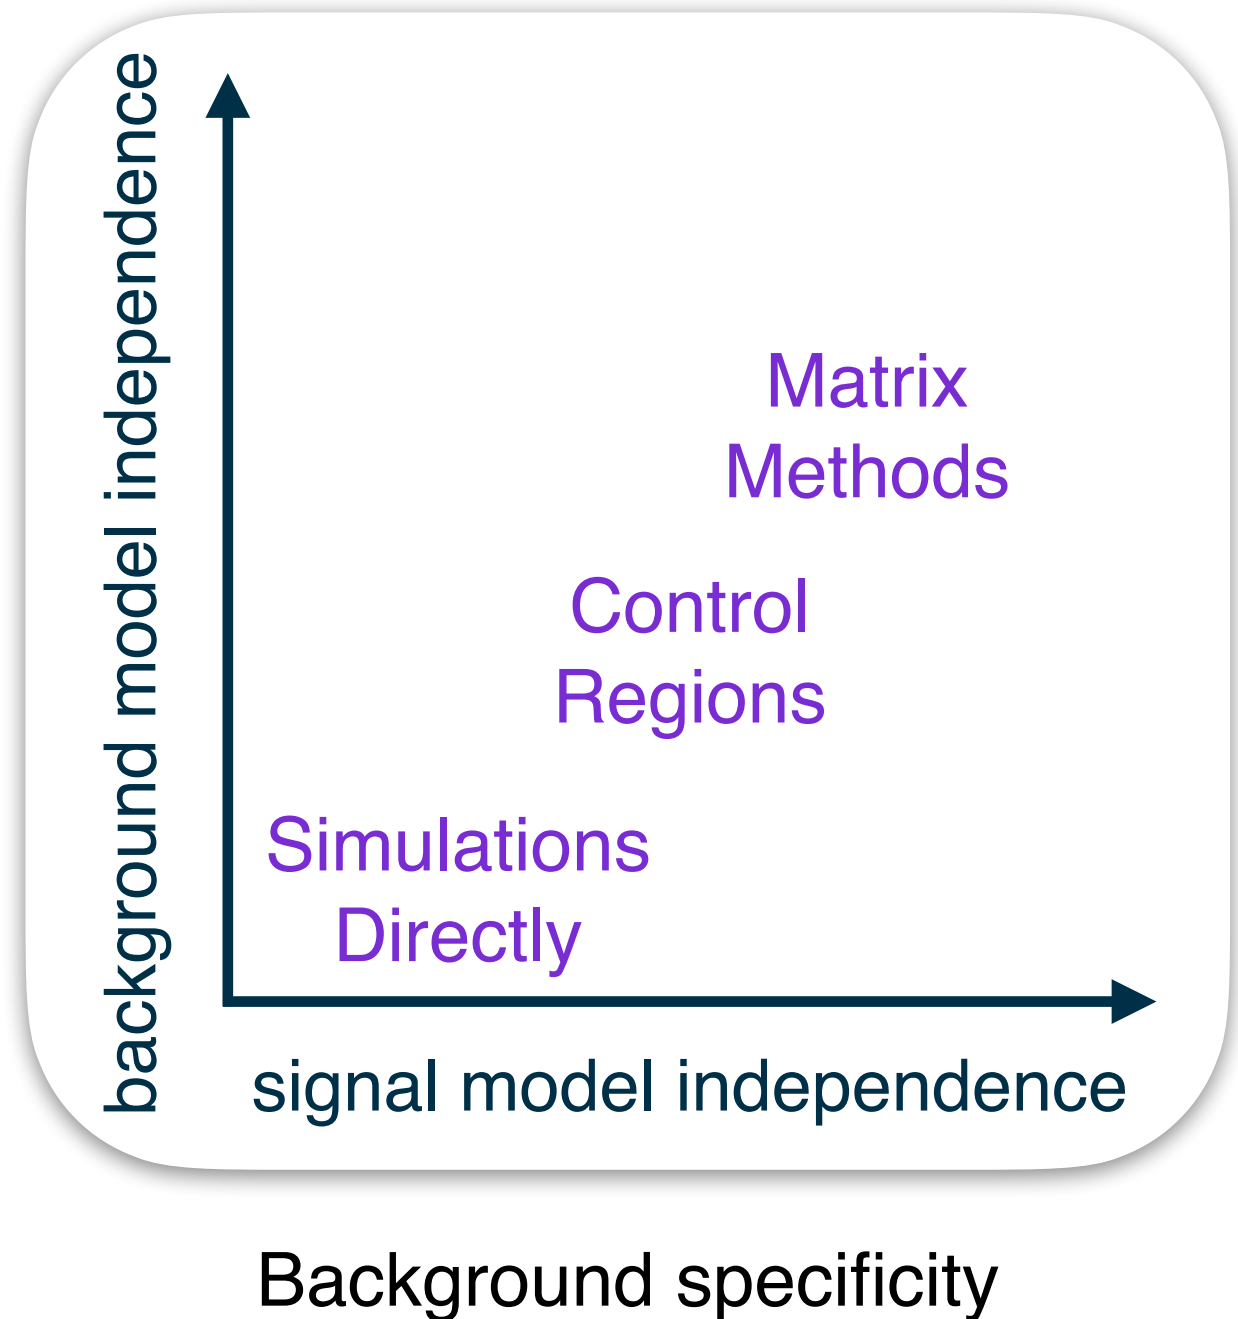 background model independence
Matrix
Methods
Control
Regions
Simulations
Directly
signal model independence
Background specificity